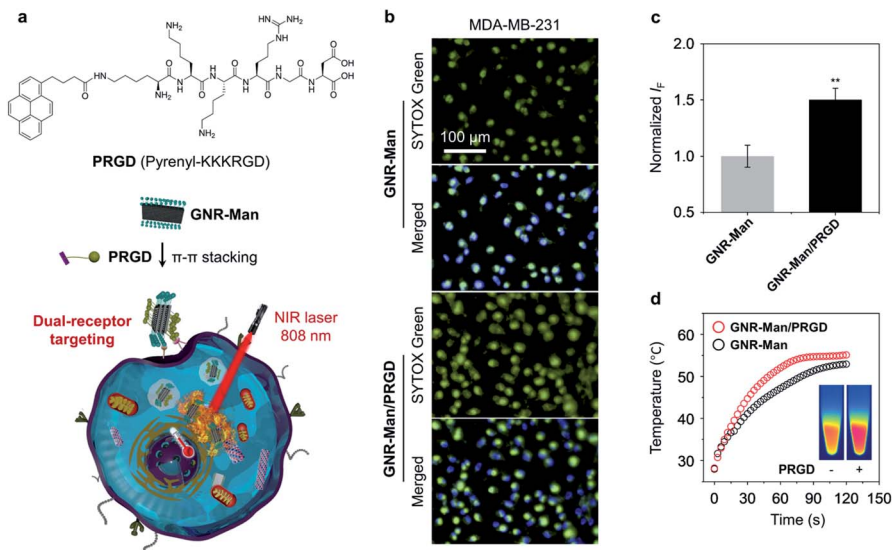 a
NH2
HN
NH
NH2
O
O
O
O
OH
HN
N
H
H
N
N
H
H
N
N
H
H
N
OH
O
NH2
O
O
O
O
NH2
PRGD (Pyrenyl-KKKRGD)
GNR-Man
PRGD
π-π stacking
Dual-receptor
targeting
NIR laser
808 nm
b
MDA-MB-231
GNR-Man
SYTOX Green
100 μm
Merged
GNR-Man/PRGD
SYTOX Green
Merged
c
Normalized IF
2.0
1.5
1.0
0.5
**
GNR-Man
GNR-Man/PRGD
d
Temperature (°C)
60
50
40
30
GNR-Man/PRGD
GNR-Man
PRGD - +
0 30 60 90 120 150
Time (s)